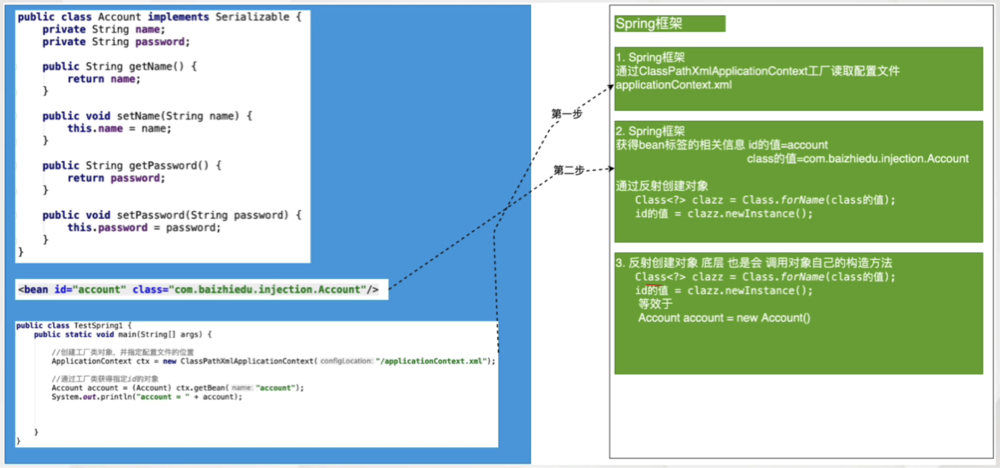 public class Account implements Serializable {
private String name;
private String password;
public String getName() {
return name;
}
public void setName(String name) {
this.name = name;
}
public String getPassword() {
return password;
}
public void setPassword(String password) {
this.password = password;
}
}
<bean id="account" class="com.baizhiedu.injection.Account"/>
public class TestSpring1 {
public static void main(String[] args) {
//创建工厂类对象，并指定配置文件的位置
ApplicationContext ctx = new ClassPathXmlApplicationContext( configLocation: "/applicationContext.xml");
//通过工厂类获得指定id的对象
Account account = (Account) ctx.getBean( name: "account");
System.out.println("account = " + account);
}
}
第一步
第二步
Spring框架
1. Spring框架
通过ClassPathXmlApplicationContext工厂读取配置文件
applicationContext.xml
2. Spring框架
获得bean标签的相关信息 id的值=account
class的值=com.baizhiedu.injection.Account
通过反射创建对象
Class<?> clazz = Class.forName(class的值);
id的值 = clazz.newInstance();
3. 反射创建对象 底层 也是会 调用对象自己的构造方法
Class<?> clazz = Class.forName(class的值);
id的值 = clazz.newInstance();
等效于
Account account = new Account()